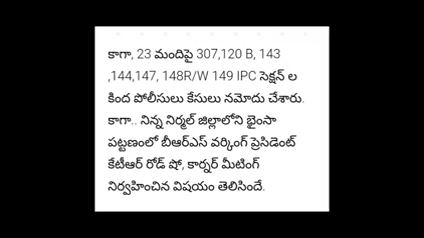 కాగా, 23 మందిపై 307,120 B, 143
,144,147, 148R/W 149 IPC సెక్షన్ ల
కింద పోలీసులు కేసులు నమోదు చేశారు.
కాగా.. నిన్న నిర్మల్ జిల్లాలోని భైంసా
పట్టణంలో బీఆర్ఎస్ వర్కింగ్ ప్రెసిడెంట్
కేటీఆర్ రోడ్ షో, కార్నర్ మీటింగ్
నిర్వహించిన విషయం తెలిసిందే.